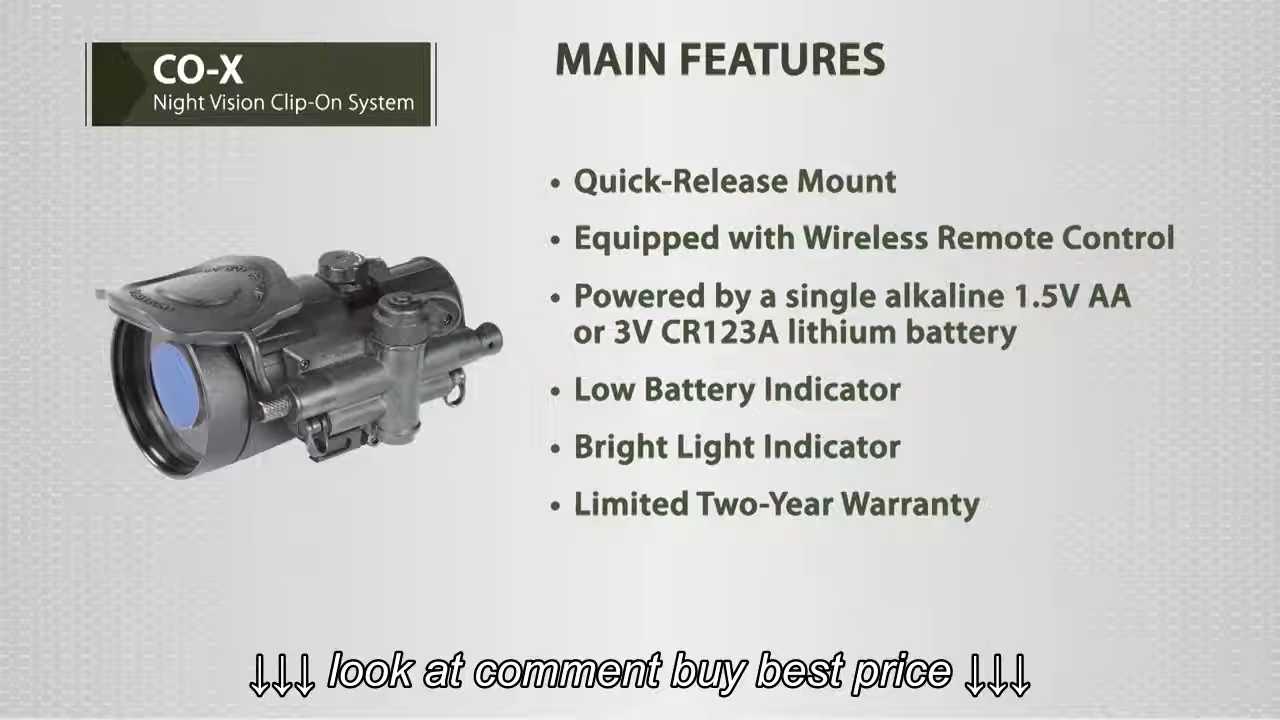 CO-X
Night Vision Clip-On System
MAIN FEATURES
• Quick-Release Mount
• Equipped with Wireless Remote Control
• Powered by a single alkaline 1.5V AA
or 3V CR123A lithium battery
• Low Battery Indicator
• Bright Light Indicator
• Limited Two-Year Warranty
↓↓↓ look at comment buy best price ↓↓↓